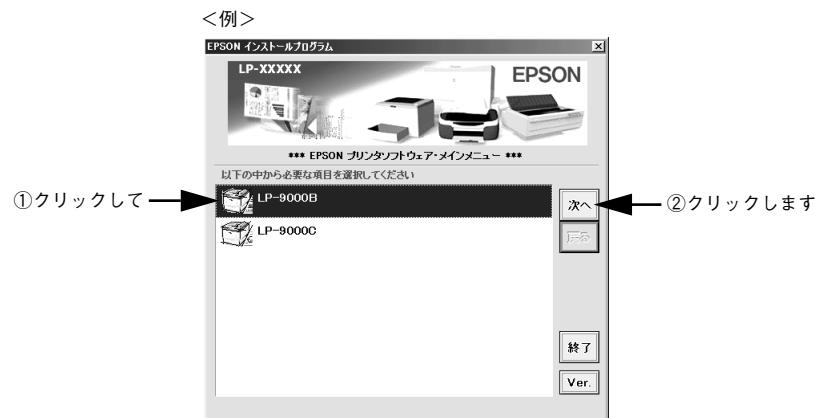 ＜例＞
EPSON インストールプログラム
LP-XXXXX
EPSON
*** EPSON プリンタソフトウェア･メインメニュー ***
以下の中から必要な項目を選択してください
①クリックして
LP-9000B
次へ
②クリックします
LP-9000C
戻る
終了
Ver.